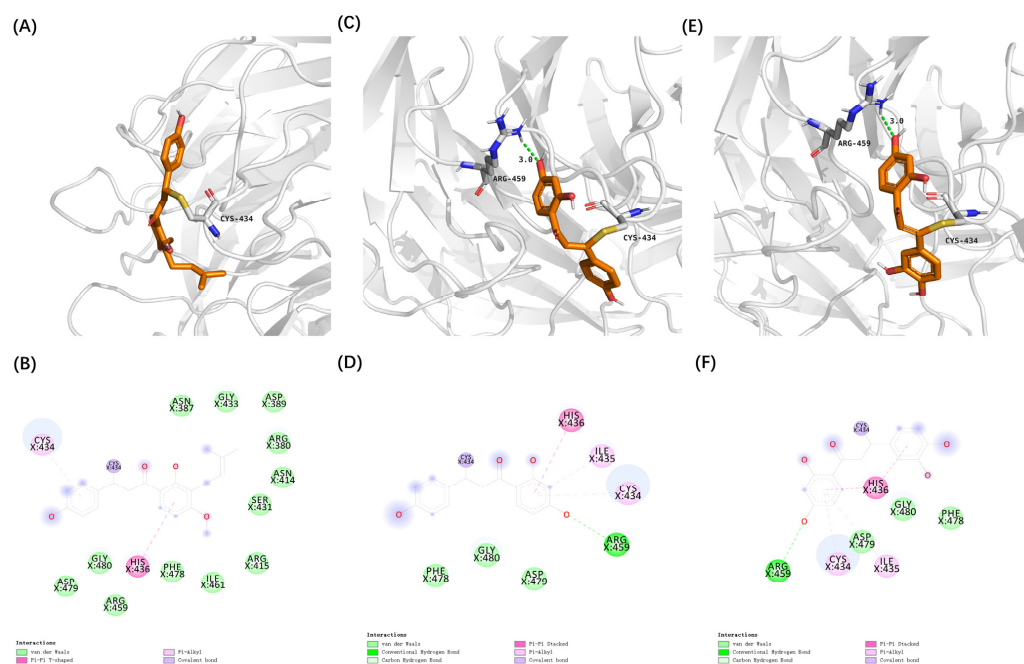 (A)
CYS-434
(C)
ARG-459
3.0
CYS-434
(E)
ARG-459
3.0
CYS-434
(B)
ASN
X:387
GLY
X:433
ASP
X:389
CYS
X:434
CYS
X:434
O
O
O
O
ARG
X:380
ASN
X:414
SER
X:431
GLY
X:480
HIS
X:436
PHE
X:478
ILE
X:461
ARG
X:415
ASP
X:479
ARG
X:459
Interactions
van der Waals
Pi-Pi T-shaped
Pi-Alkyl
Covalent bond
(D)
HIS
X:436
ILE
X:435
CYS
X:434
CYS
X:434
O
O
O
O
ARG
X:459
GLY
X:480
PHE
X:478
ASP
X:479
Interactions
van der Waals
Conventional Hydrogen Bond
Carbon Hydrogen Bond
Pi-Pi Stacked
Pi-Alkyl
Covalent bond
(F)
CYS
X:434
O
O
O
O
O
HIS
X:436
GLY
X:480
PHE
X:478
ASP
X:479
CYS
X:434
ILE
X:435
ARG
X:459
Interactions
van der Waals
Conventional Hydrogen Bond
Carbon Hydrogen Bond
Pi-Pi Stacked
Pi-Alkyl
Covalent bond